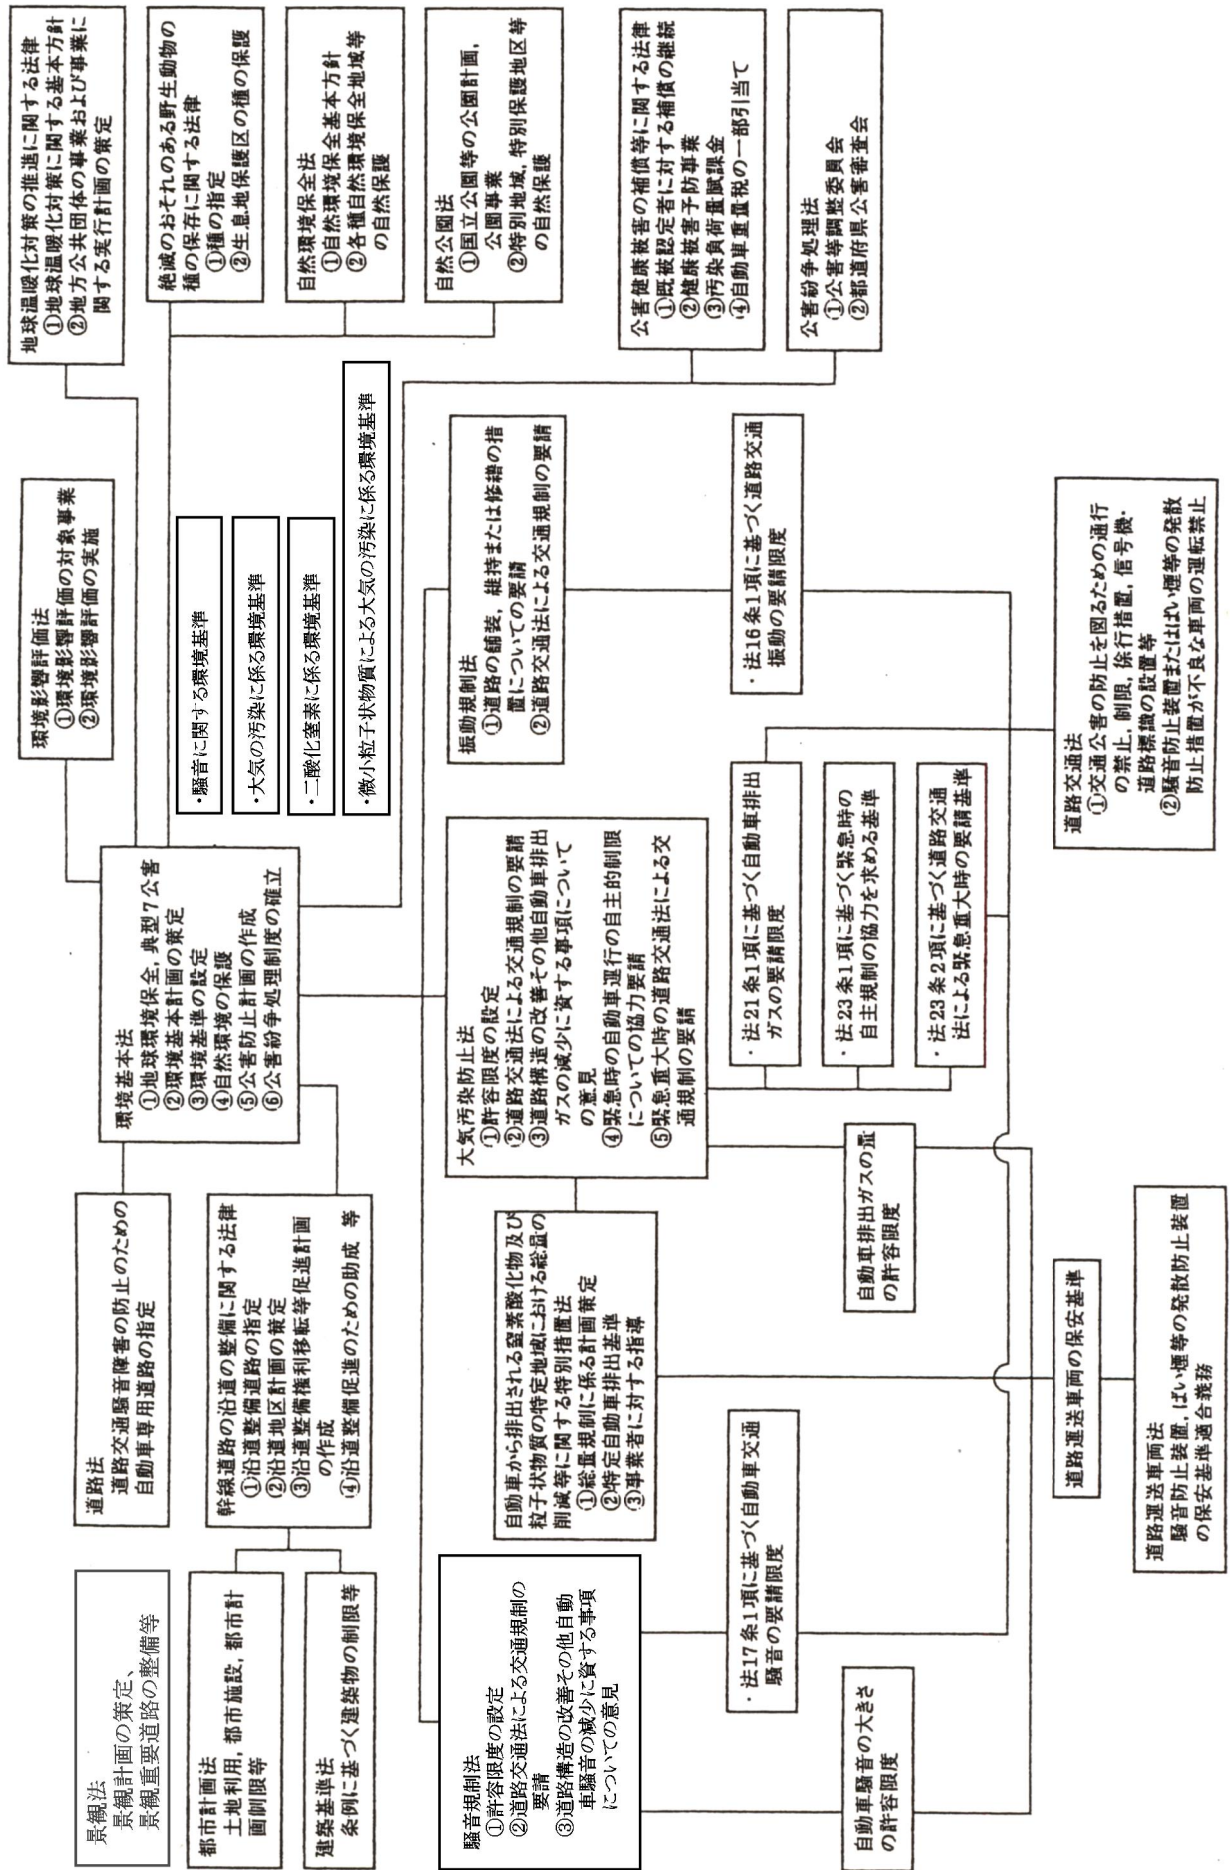 景観法
景観計画の策定、
景観重要道路の整備等
道路法
道路交通騒音障害の防止のための
自動車専用道路の指定
環境基本法
①地球環境保全, 典型7公害
②環境基本計画の策定
③環境基準の設定
④自然環境の保護
⑤公害防止計画の作成
⑥公害紛争処理制度の確立
環境影響評価法
①環境影響評価の対象事業
②環境影響評価の実施
地球温暖化対策の推進に関する法律
①地球温暖化対策に関する基本方針
②地方公共団体の事業および事業に
関する実行計画の策定
都市計画法
土地利用, 都市施設, 都市計
画制限等
建築基準法
条例に基づく建築物の制限等
幹線道路の沿道の整備に関する法律
①沿道整備道路の指定
②沿道地区計画の策定
③沿道整備権利移転等促進計画
の作成
④沿道整備促進のための助成 等
・騒音に関する環境基準
・大気の汚染に係る環境基準
・二酸化窒素に係る環境基準
・微小粒子状物質による大気の汚染に係る環境基準
絶滅のおそれのある野生動物の
種の保存に関する法律
①種の指定
②生息地保護区の種の保護
自然環境保全法
①自然環境保全基本方針
②各種自然環境保全地域等
の自然保護
自然公園法
①国立公園等の公園計画,
公園事業
②特別地域, 特別保護地区等
の自然保護
騒音規制法
①許容限度の設定
②道路交通法による交通規制の
要請
③道路構造の改善その他自動
車騒音の減少に資する事項
についての意見
自動車から排出される窒素酸化物及び
粒子状物質の特定地域における総量の
削減等に関する特別措置法
①総量規制に係る計画策定
②特定自動車排出基準
③事業者に対する指導
大気汚染防止法
①許容限度の設定
②道路交通法による交通規制の要請
③道路構造の改善その他自動車排出
ガスの減少に資する事項について
の意見
④緊急時の自動車運行の自主的制限
についての協力要請
⑤緊急重大時の道路交通法による交
通規制の要請
振動規制法
①道路の舗装, 維持または修繕の措
置についての要請
②道路交通法による交通規制の要請
公害健康被害の補償等に関する法律
①既被認定者に対する補償の継続
②健康被害予防事業
③汚染負荷量賦課金
④自動車重量税の一部引当て
公害紛争処理法
①公害等調整委員会
②都道府県公害審査会
・法17条1項に基づく自動車交通
騒音の要請限度
・法21条1項に基づく自動車排出
ガスの要請限度
・法23条1項に基づく緊急時の
自主規制の協力を求める基準
・法23条2項に基づく道路交通
法による緊急重大時の要請基準
・法16条1項に基づく道路交通
振動の要請限度
自動車騒音の大きさ
の許容限度
自動車排出ガスの量
の許容限度
道路運送車両の保安基準
道路運送車両法
騒音防止装置, ばい煙等の発散防止装置
の保安基準適合義務
道路交通法
①交通公害の防止を図るための通行
の禁止, 制限, 徐行措置, 信号機・
道路標識の設置等
②騒音防止装置またはばい煙等の発散
防止措置が不良な車両の運転禁止